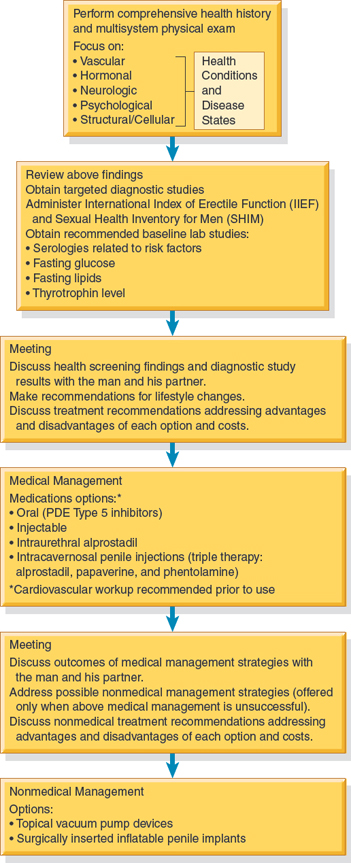 Perform comprehensive health history
and multisystem physical exam
Focus on:
• Vascular
• Hormonal
• Neurologic
• Psychological
• Structural/Cellular
Health
Conditions
and
Disease
States
Review above findings
Obtain targeted diagnostic studies
Administer International Index of Erectile Function (IIEF)
and Sexual Health Inventory for Men (SHIM)
Obtain recommended baseline lab studies:
• Serologies related to risk factors
• Fasting glucose
• Fasting lipids
• Thyrotrophin level
Meeting
Discuss health screening findings and diagnostic study
results with the man and his partner.
Make recommendations for lifestyle changes.
Discuss treatment recommendations addressing advantages
and disadvantages of each option and costs.
Medical Management
Medications options:*
• Oral (PDE Type 5 inhibitors)
• Injectable
• Intraurethral alprostadil
• Intracavernosal penile injections (triple therapy:
alprostadil, papaverine, and phentolamine)
*Cardiovascular workup recommended prior to use
Meeting
Discuss outcomes of medical management strategies with
the man and his partner.
Address possible nonmedical management strategies (offered
only when above medical management is unsuccessful).
Discuss nonmedical treatment recommendations addressing
advantages and disadvantages of each option and costs.
Nonmedical Management
Options:
• Topical vacuum pump devices
• Surgically inserted inflatable penile implants